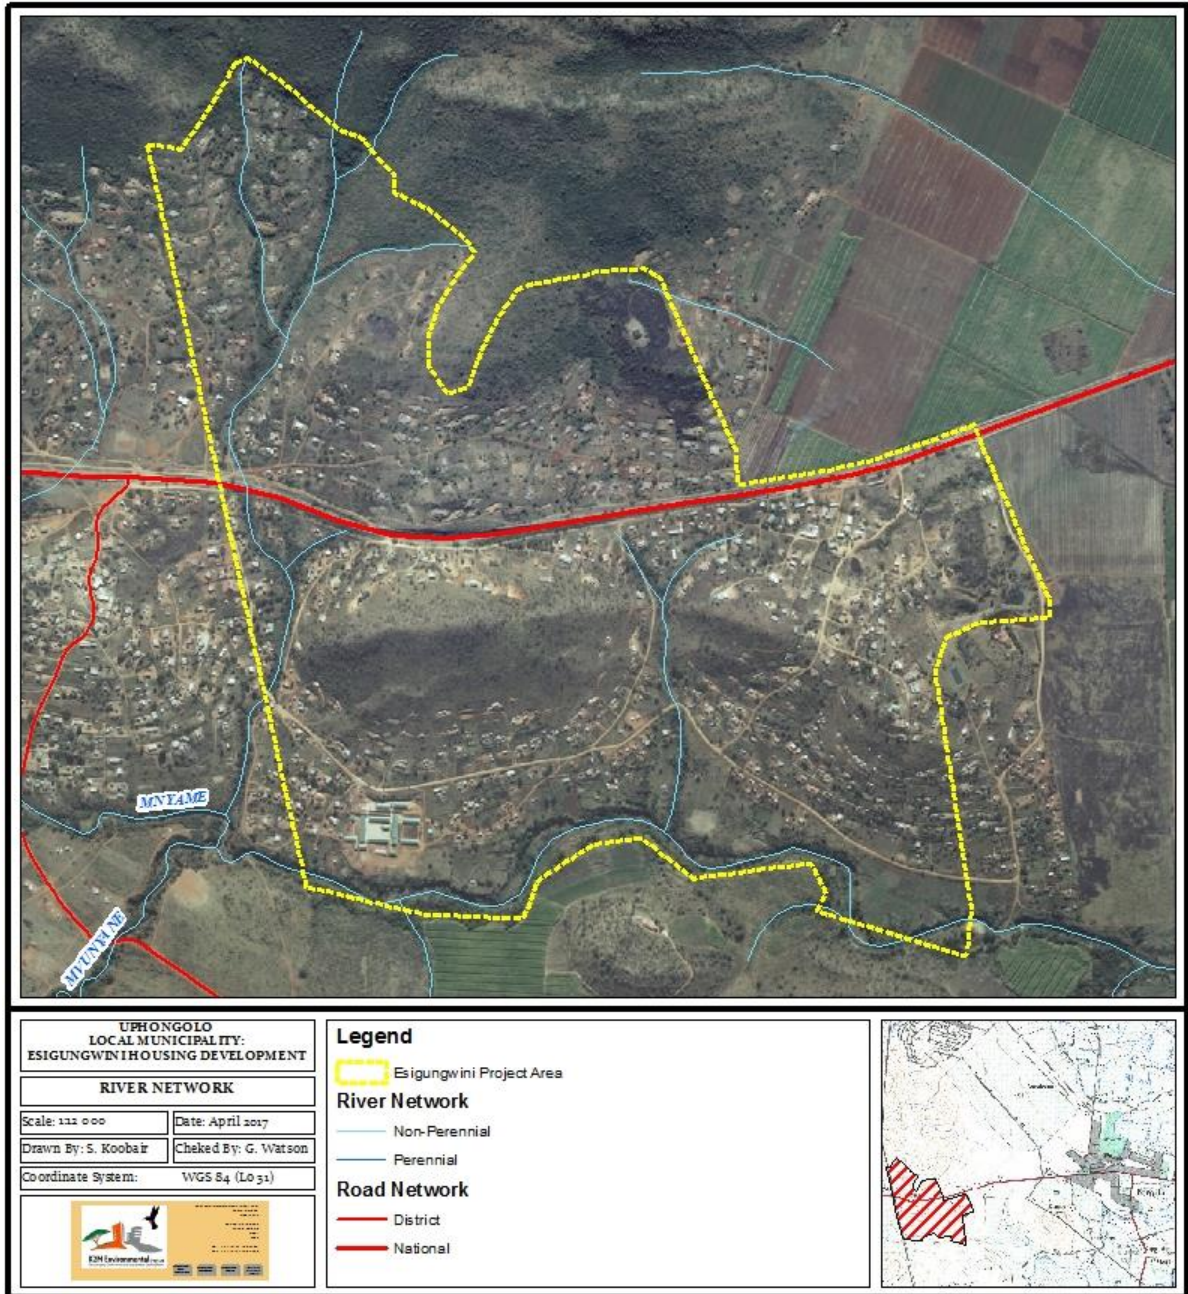 MNYAME
MVUNYANE
UPHONGOLO
LOCAL MUNICIPALITY:
ESIGUNGWINI HOUSING DEVELOPMENT
RIVER NETWORK
Scale: 1:12 000
Date: April 2017
Drawn By: S. Koobair
Cheked By: G. Watson
Coordinate System: WGS 84 (Lo 31)
K2M Environmental
Legend
Esigungwini Project Area
River Network
Non-Perennial
Perennial
Road Network
District
National